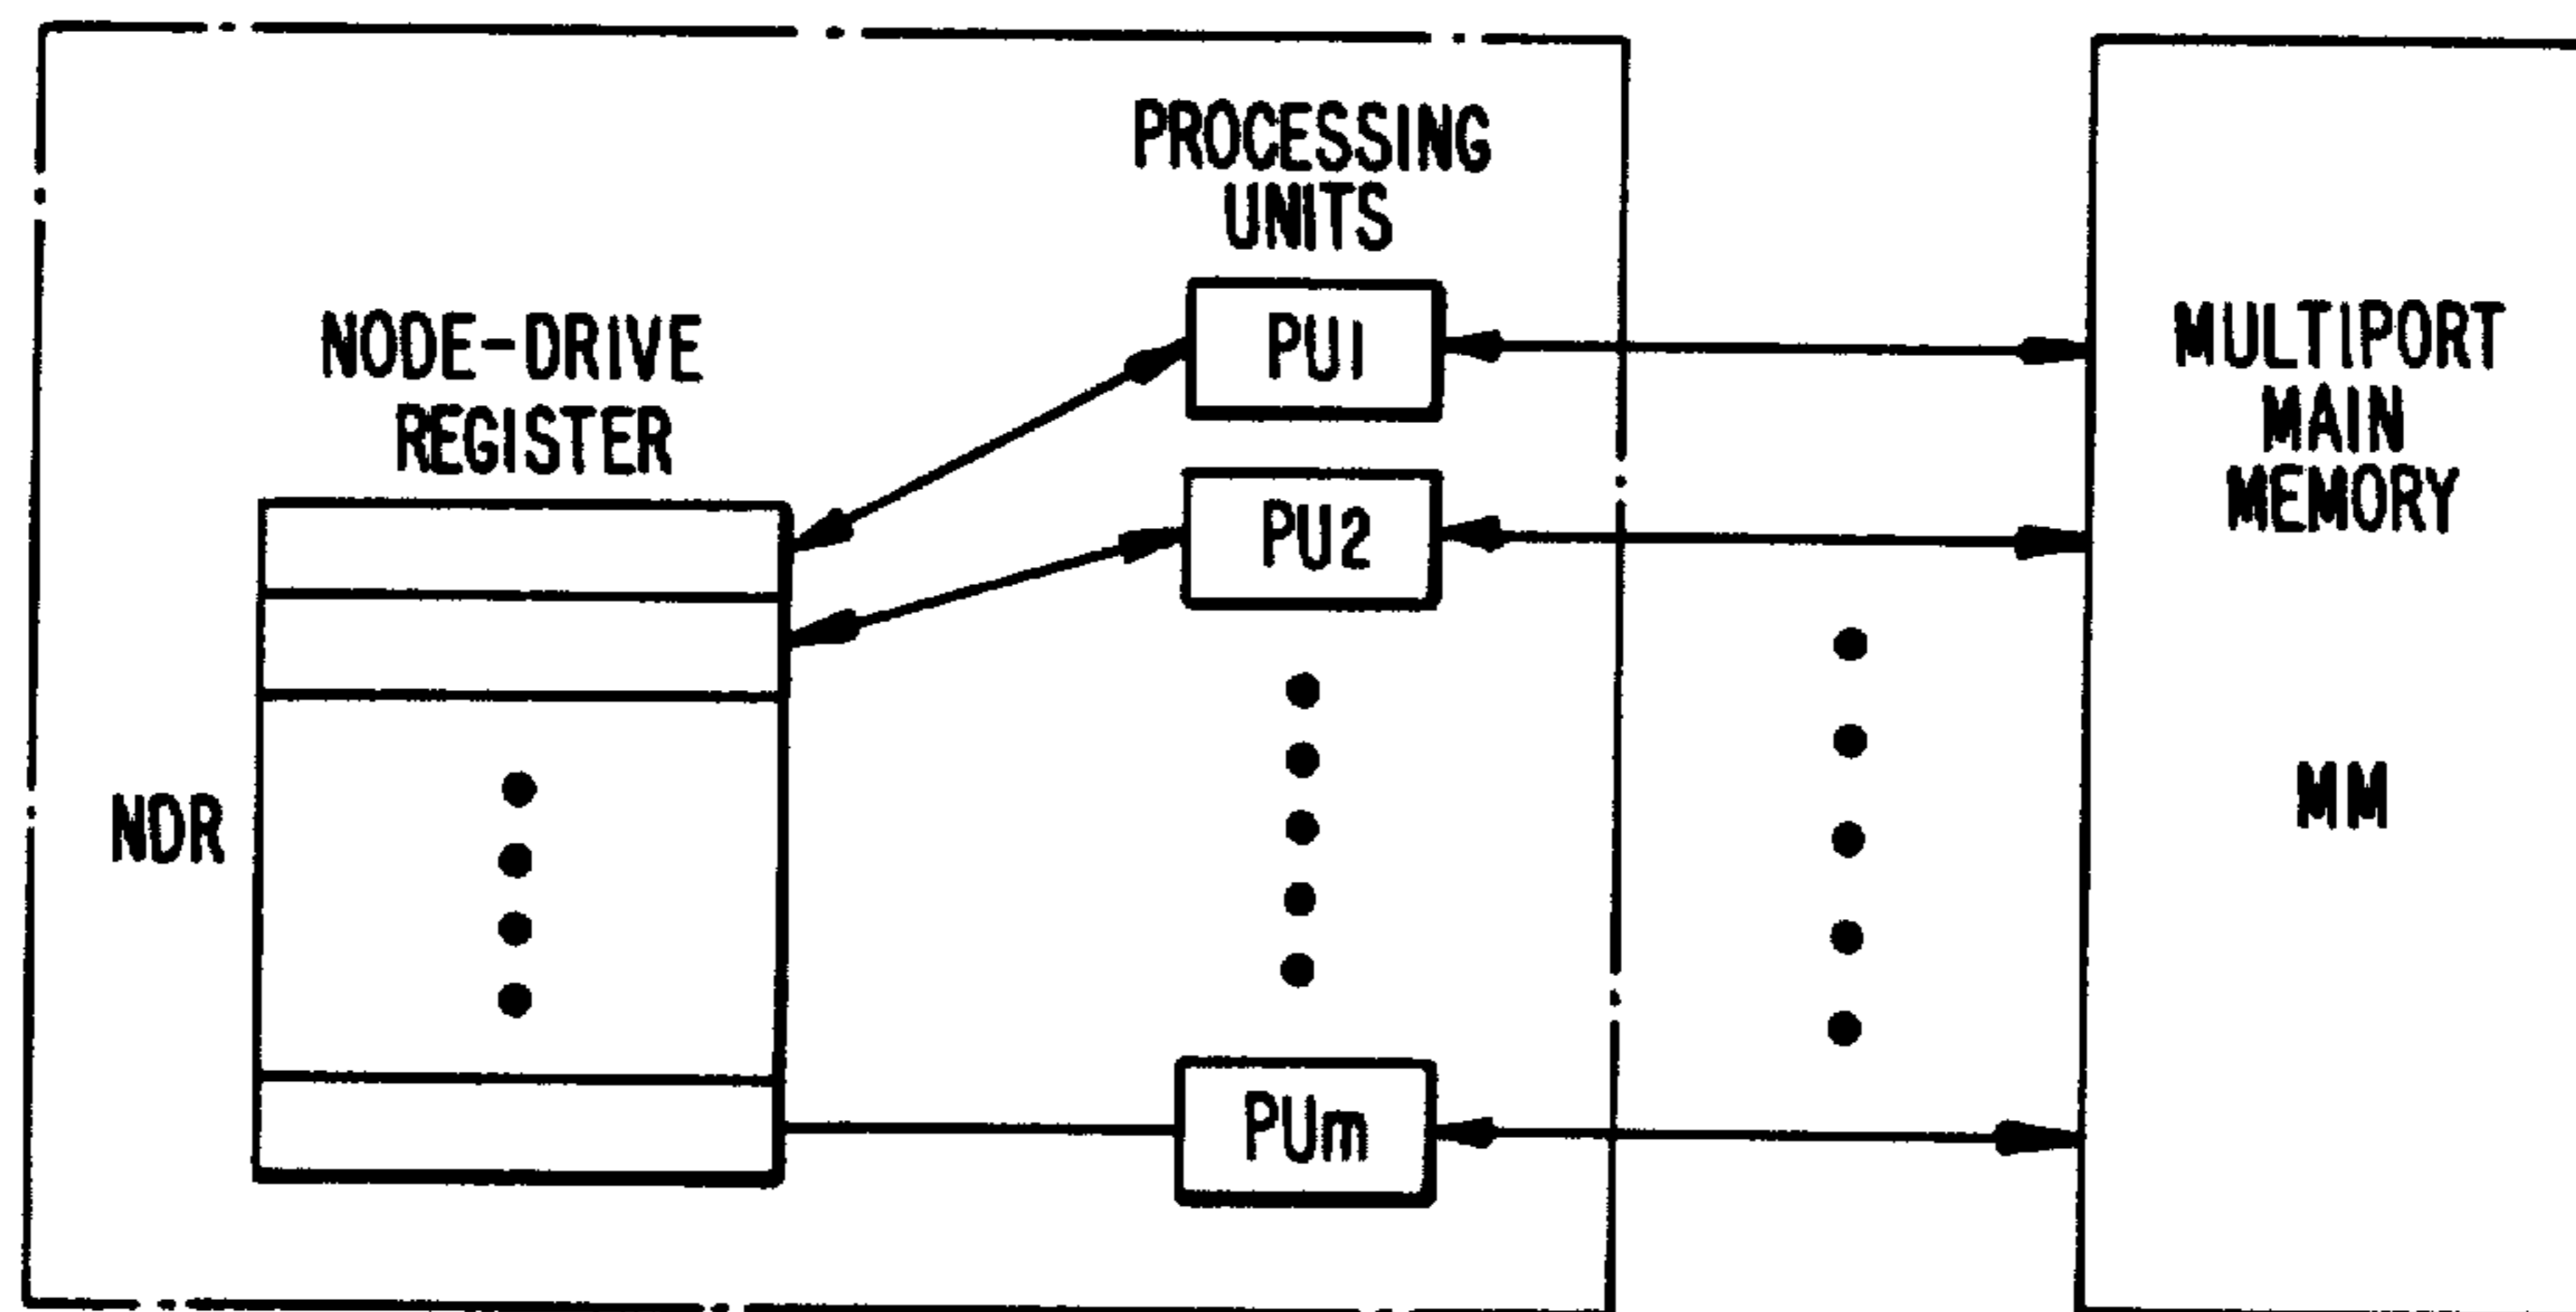 PROCESSING
UNITS
NODE-DRIVE
REGISTER
PU1
PU2
PUm
NDR
MULTIPORT
MAIN
MEMORY
MM